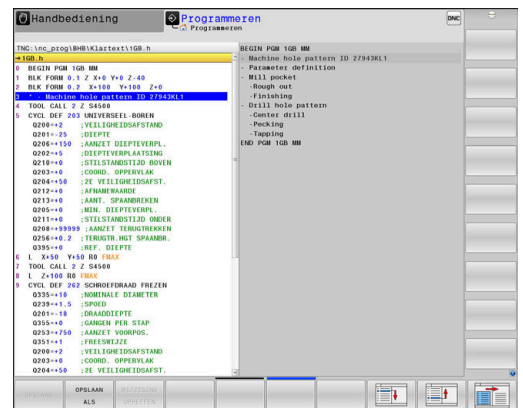 Handbediening
Programmeren
Programmeren
DNC
TNC:\nc_prog\BHB\Klartext\1GB.h
→1GB.h
0 BEGIN PGM 1GB MM
1 BLK FORM 0.1 Z X+0 Y+0 Z-40
2 BLK FORM 0.2 X+100 Y+100 Z+0
3 * - Machine hole pattern ID 27943KL1
4 TOOL CALL 2 Z S4500
5 CYCL DEF 203 UNIVERSEEL-BOREN
Q200=+2 ;VEILIGHEIDSAFSTAND
Q201=-25 ;DIEPTE
Q206=+150 ;AANZET DIEPTEVERPL.
Q202=+5 ;DIEPTEVERPLAATSING
Q210=+0 ;STILSTANDSTIJD BOVEN
Q203=+0 ;COORD. OPPERVLAK
Q204=+50 ;2E VEILIGHEIDSAFST.
Q212=+0 ;AFNAMEWAARDE
Q213=+0 ;AANT. SPAANBREKEN
Q205=+0 ;MIN. DIEPTEVERPL.
Q211=+0 ;STILSTANDSTIJD ONDER
Q208=+99999 ;AANZET TERUGTREKKEN
Q256=+0.2 ;TERUGTR.HGT SPAANBR.
Q395=+0 ;REF. DIEPTE
6 L X+50 Y+50 R0 FMAX
7 TOOL CALL 2 Z S4500
8 L Z+100 R0 FMAX
9 CYCL DEF 262 SCHROEFDRAAD FREZEN
Q335=+10 ;NOMINALE DIAMETER
Q239=+1.5 ;SPOED
Q201=-18 ;DRAADDIEPTE
Q355=+0 ;GANGEN PER STAP
Q253=+750 ;AANZET VOORPOS.
Q351=+1 ;FREESWIJZE
Q200=+2 ;VEILIGHEIDSAFSTAND
Q203=+0 ;COORD. OPPERVLAK
Q204=+50 ;2E VEILIGHEIDSAFST.
BEGIN PGM 1GB MM
- Machine hole pattern ID 27943KL1
- Parameter definition
- Mill pocket
-Rough out
-Finishing
- Drill hole pattern
-Center drill
-Pecking
-Tapping
END PGM 1GB MM
OPSLAAN
OPSLAAN
ALS
WIJZIGING
OPHEFFEN